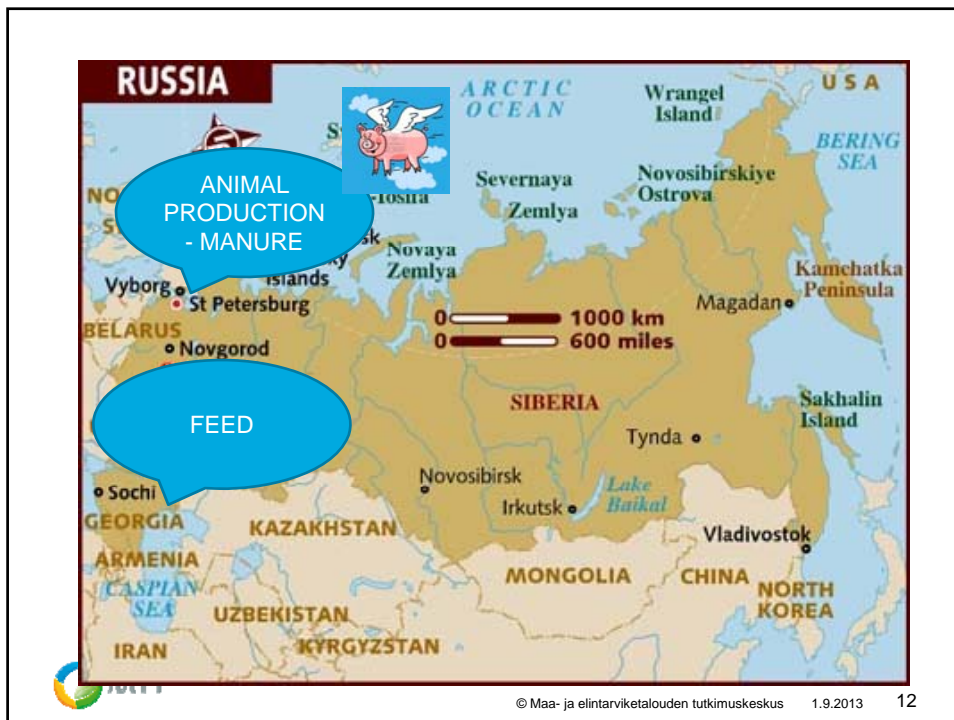 RUSSIA
ARCTIC
OCEAN
Wrangel
Island
USA
BERING
SEA
ANIMAL
PRODUCTION
- MANURE
Severnaya
Zemlya
Novosibirskiye
Ostrova
Novaya
Zemlya
Islands
Kamchatka
Peninsula
Vyborg
St Petersburg
Magadan
0 1000 km
0 600 miles
BELARUS
Novgorod
SIBERIA
Sakhalin
Island
FEED
Tynda
Novosibirsk
Sochi
Lake
Baikal
Irkutsk
GEORGIA
KAZAKHSTAN
Vladivostok
ARMENIA
MONGOLIA
CHINA
NORTH
KOREA
CASPIAN
SEA
UZBEKISTAN
KYRGYZSTAN
IRAN
© Maa- ja elintarviketalouden tutkimuskeskus 1.9.2013 12